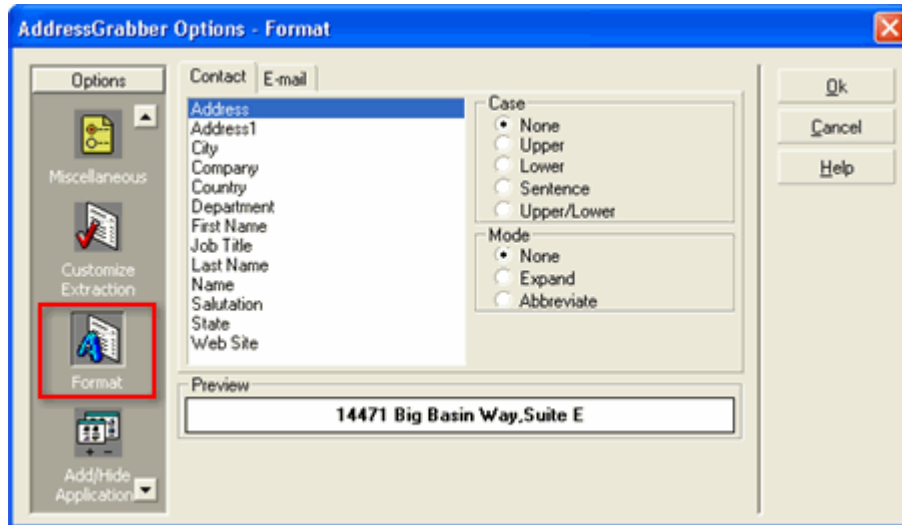 AddressGrabber Options - Format
Options
Miscellaneous
Customize
Extraction
Format
Add/Hide
Application
Contact
E-mail
Address
Address1
City
Company
Country
Department
First Name
Job Title
Last Name
Name
Salutation
State
Web Site
Case
None
Upper
Lower
Sentence
Upper/Lower
Mode
None
Expand
Abbreviate
Preview
14471 Big Basin Way,Suite E
Ok
Cancel
Help